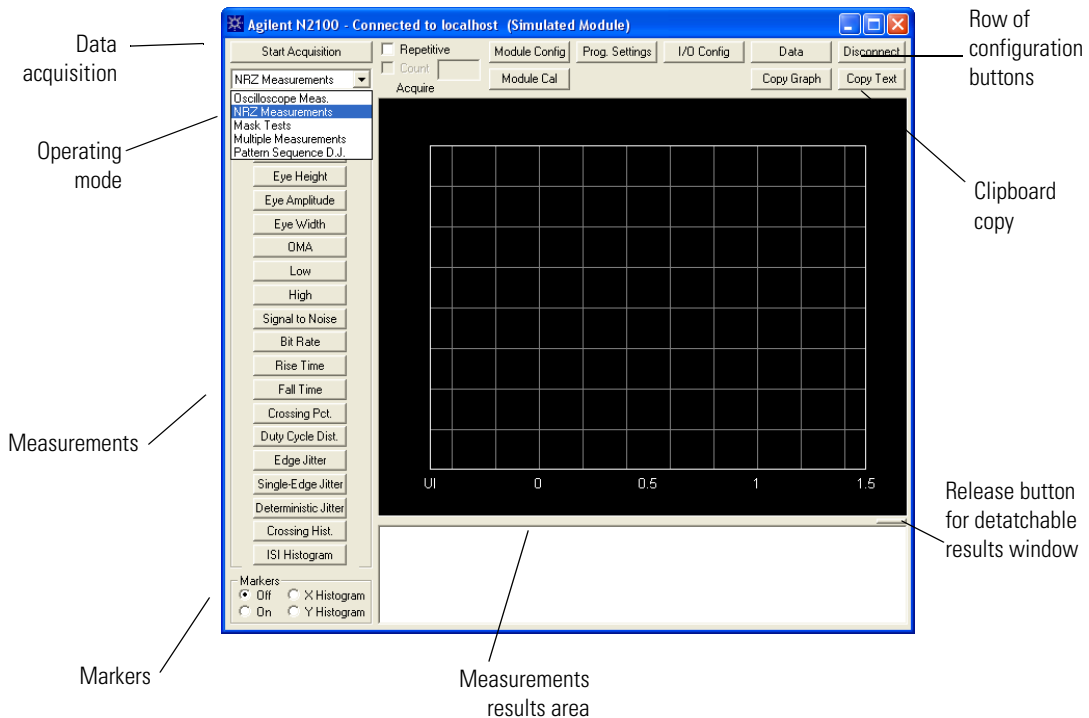 Agilent N2100 - Connected to localhost (Simulated Module)
Data
acquisition
Start Acquisition
Repetitive
Count
Acquire
Module Config
Prog. Settings
I/O Config
Data
Disconnect
Module Cal
Copy Graph
Copy Text
Row of
configuration
buttons
NRZ Measurements
Oscilloscope Meas.
NRZ Measurements
Mask Tests
Multiple Measurements
Pattern Sequence D.J.
Operating
mode
Clipboard
copy
Eye Height
Eye Amplitude
Eye Width
OMA
Low
High
Signal to Noise
Bit Rate
Rise Time
Fall Time
Crossing Pct.
Duty Cycle Dist.
Edge Jitter
Single-Edge Jitter
Deterministic Jitter
Crossing Hist.
ISI Histogram
Measurements
UI 0 0.5 1 1.5
Release button
for detatchable
results window
Markers
Off
X Histogram
On
Y Histogram
Markers
Measurements
results area